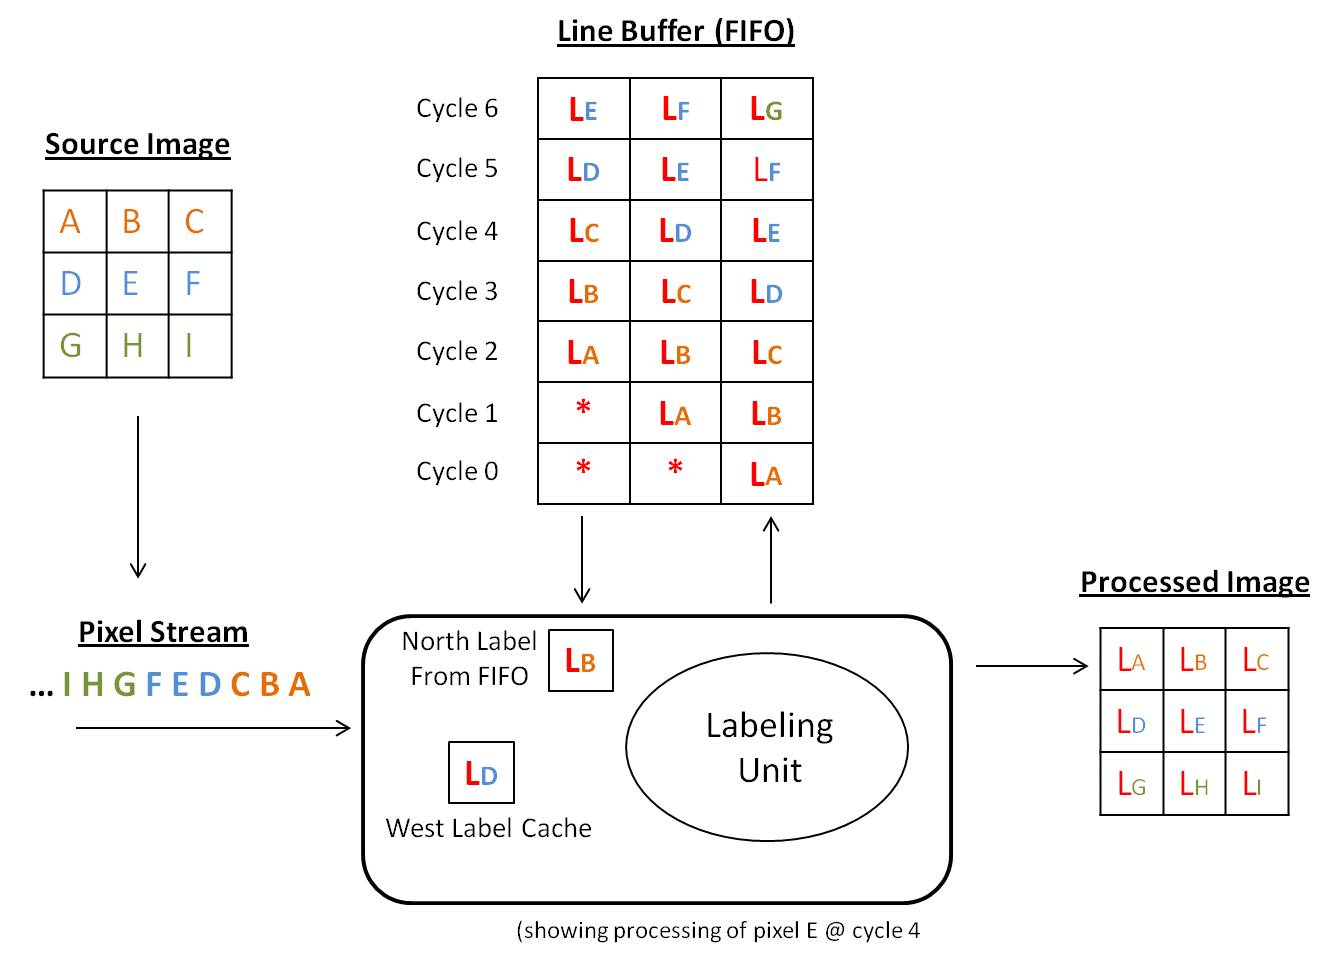 Line Buffer (FIFO)
Cycle 6 LE LF LG
Cycle 5 LD LE LF
Cycle 4 LC LD LE
Cycle 3 LB LC LD
Cycle 2 LA LB LC
Cycle 1 * LA LB
Cycle 0 * * LA
Source Image
A B C
D E F
G H I
Pixel Stream
... I H G F E D C B A
North Label
From FIFO
LB
LD
West Label Cache
Labeling
Unit
(showing processing of pixel E @ cycle 4
Processed Image
LA LB LC
LD LE LF
LG LH LI